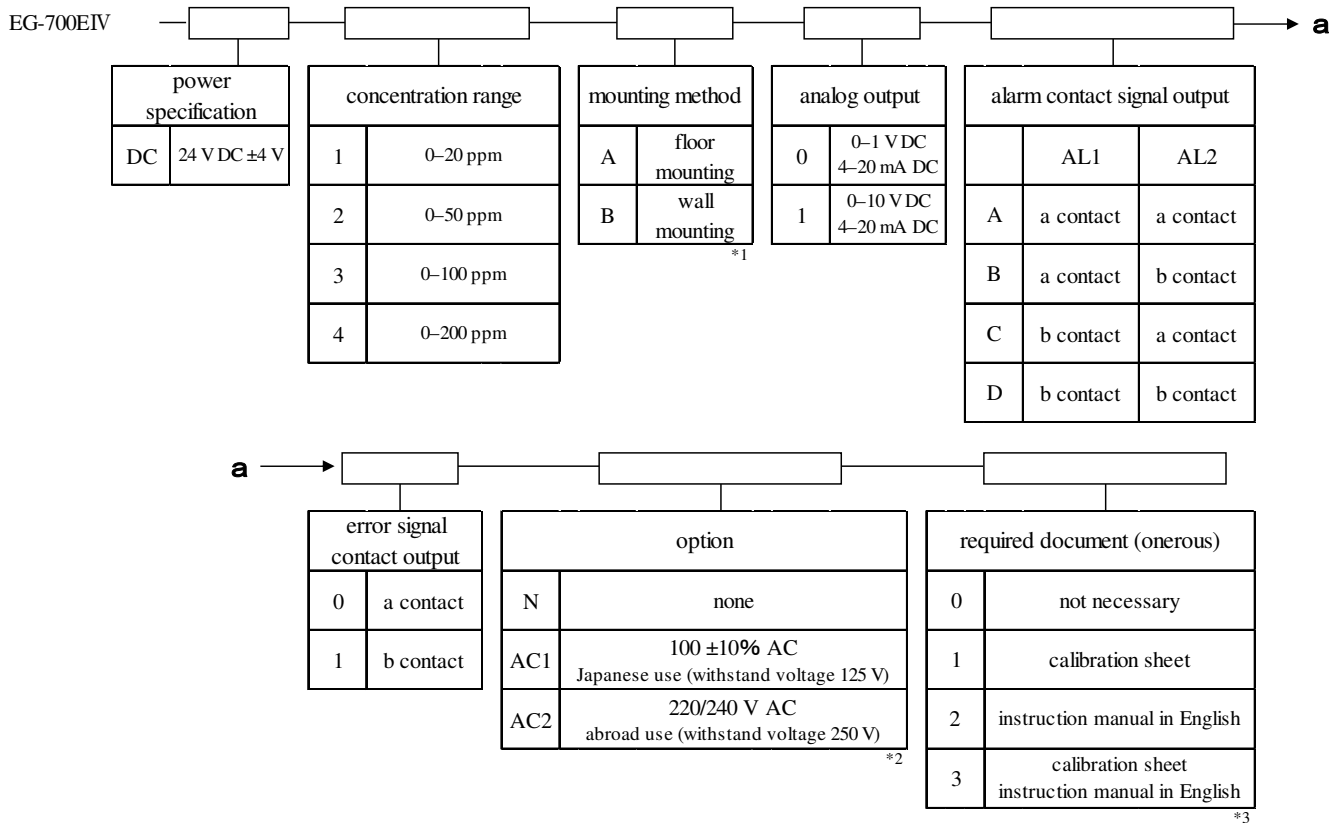 EG-700EⅣ
a
power
specification
DC 24 V DC ±4 V
concentration range
1 0–20 ppm
2 0–50 ppm
3 0–100 ppm
4 0–200 ppm
mounting method
A floor
mounting
B wall
mounting
*1
analog output
0 0–1 V DC
4–20 mA DC
1 0–10 V DC
4–20 mA DC
alarm contact signal output
AL1 AL2
A a contact a contact
B a contact b contact
C b contact a contact
D b contact b contact
a
error signal
contact output
0 a contact
1 b contact
option
N none
AC1 100 ±10% AC
Japanese use (withstand voltage 125 V)
AC2 220/240 V AC
abroad use (withstand voltage 250 V)
*2
required document (onerous)
0 not necessary
1 calibration sheet
2 instruction manual in English
3 calibration sheet
instruction manual in English
*3